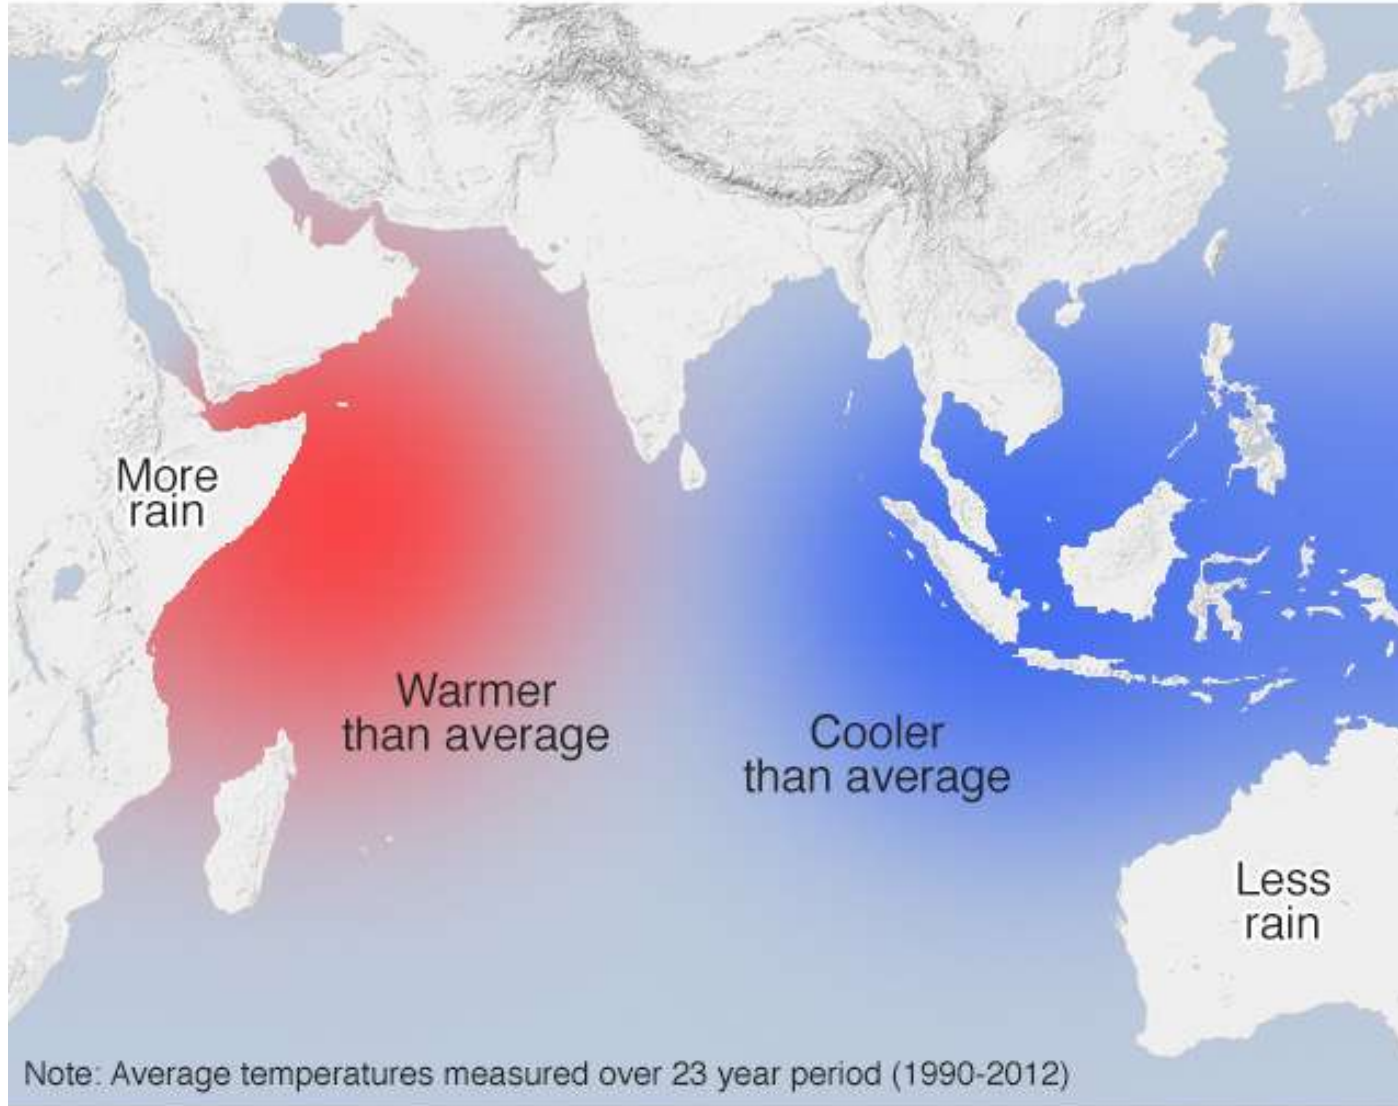 More
rain
Warmer
than average
Cooler
than average
Less
rain
Note: Average temperatures measured over 23 year period (1990-2012)